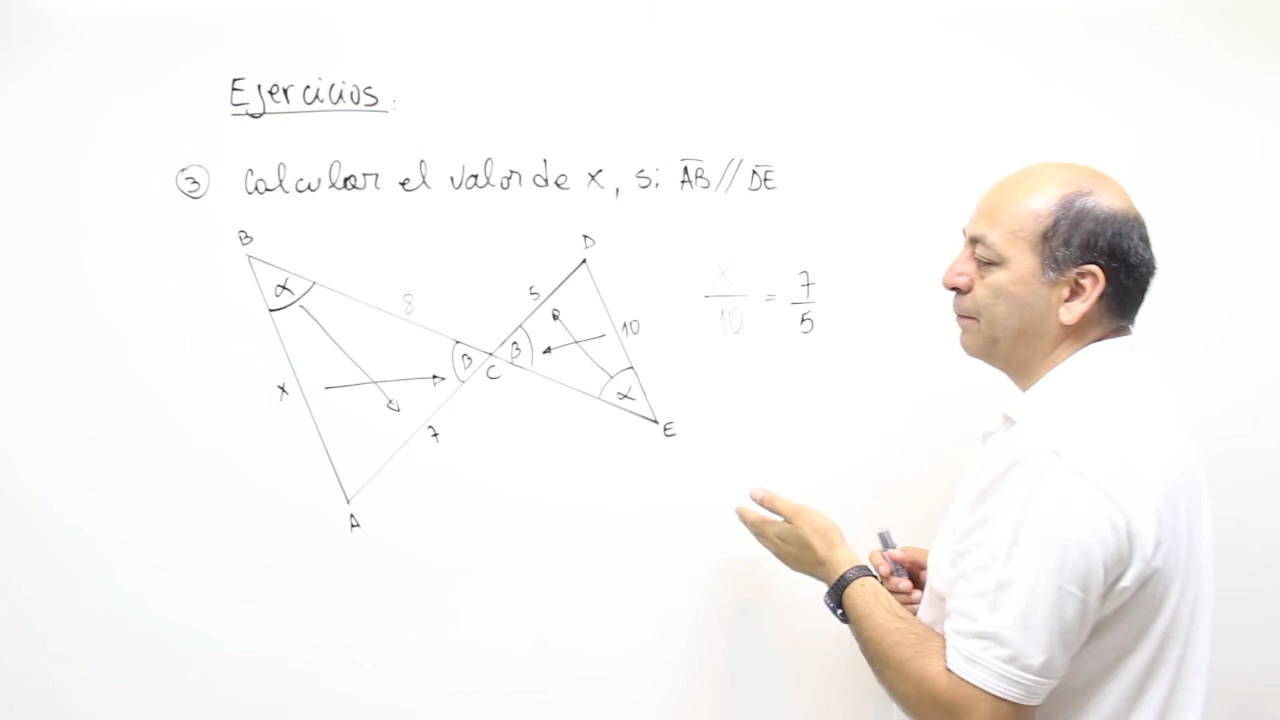 Ejercicios:
③ Calcular el valor de x, si AB // DE
B
D
α
8
5
10
x
β
β
C
α
7
E
A
x/10 = 7/5